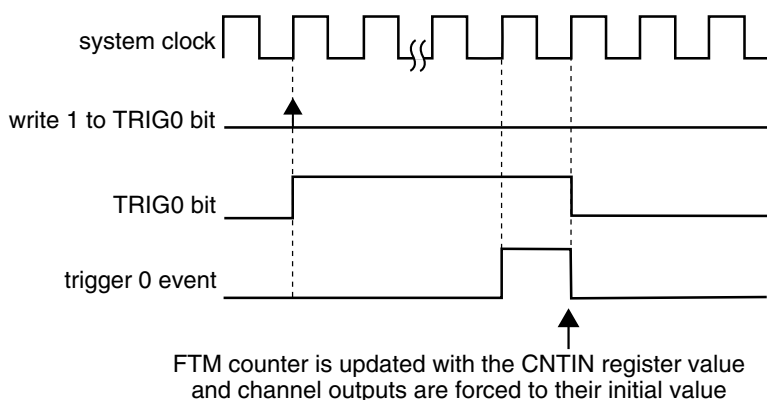 system clock
write 1 to TRIG0 bit
TRIG0 bit
trigger 0 event
FTM counter is updated with the CNTIN register value
and channel outputs are forced to their initial value